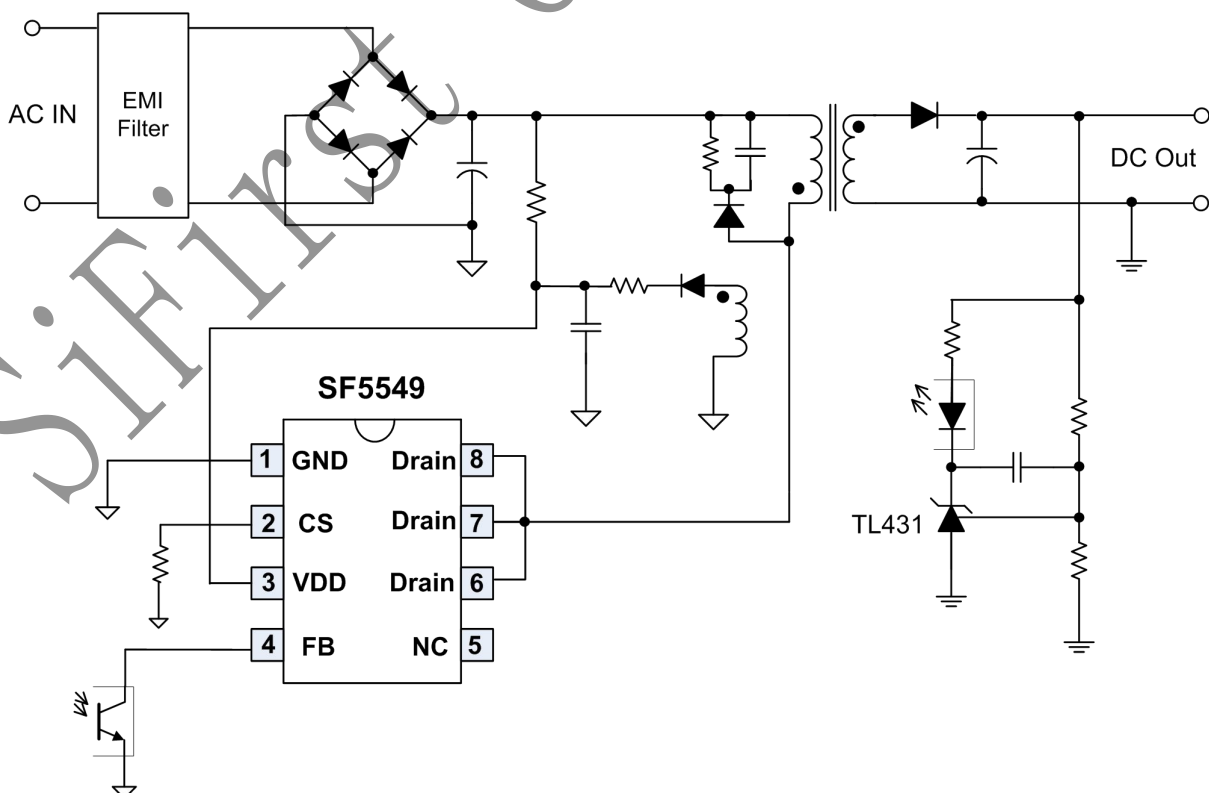 SiFirst
AC IN
EMI
Filter
DC Out
SF5549
1 GND
Drain 8
2 CS
Drain 7
3 VDD
Drain 6
4 FB
NC 5
TL431